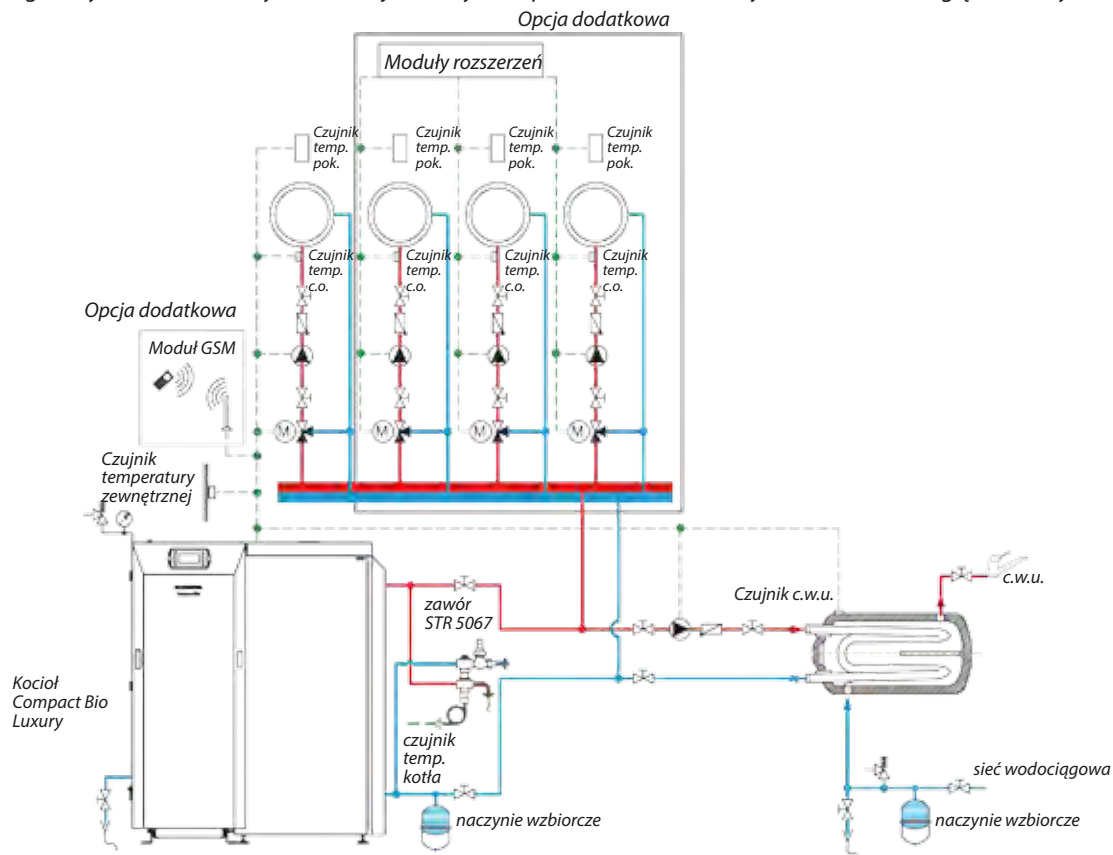 Opcja dodatkowa
Moduły rozszerzeń
Czujnik
temp.
pok.
Czujnik
temp.
pok.
Czujnik
temp.
pok.
Czujnik
temp.
pok.
Czujnik
temp.
c.o.
Czujnik
temp.
c.o.
Czujnik
temp.
c.o.
Czujnik
temp.
c.o.
Opcja dodatkowa
Moduł GSM
M
M
M
M
Czujnik
temperatury
zewnętrznej
zawór
STR 5067
Czujnik c.w.u.
c.w.u.
Kocioł
Compact Bio
Luxury
czujnik
temp.
kotła
naczynie wzbiorcze
sieć wodociągowa
naczynie wzbiorcze